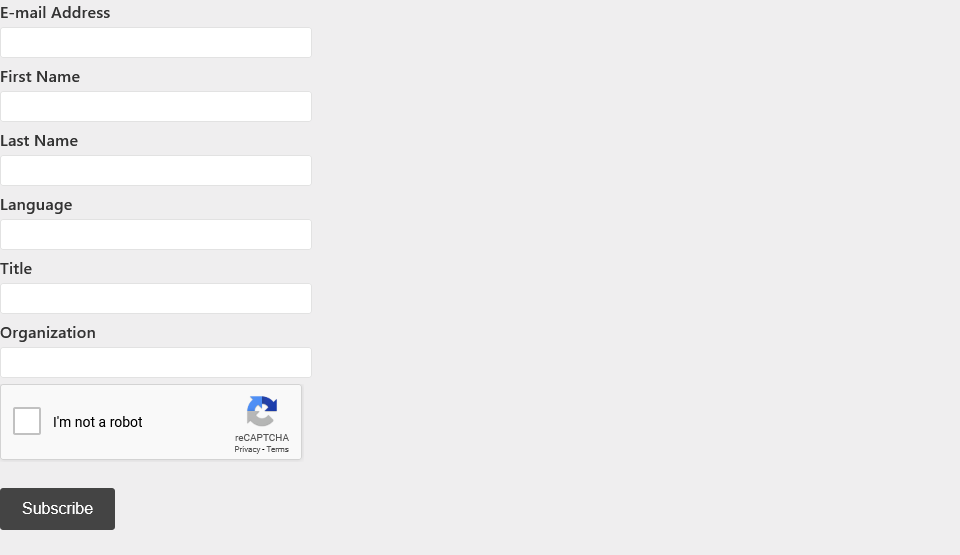 E-mail Address
First Name
Last Name
Language
Title
Organization
I'm not a robot
reCAPTCHA
Privacy - Terms
Subscribe